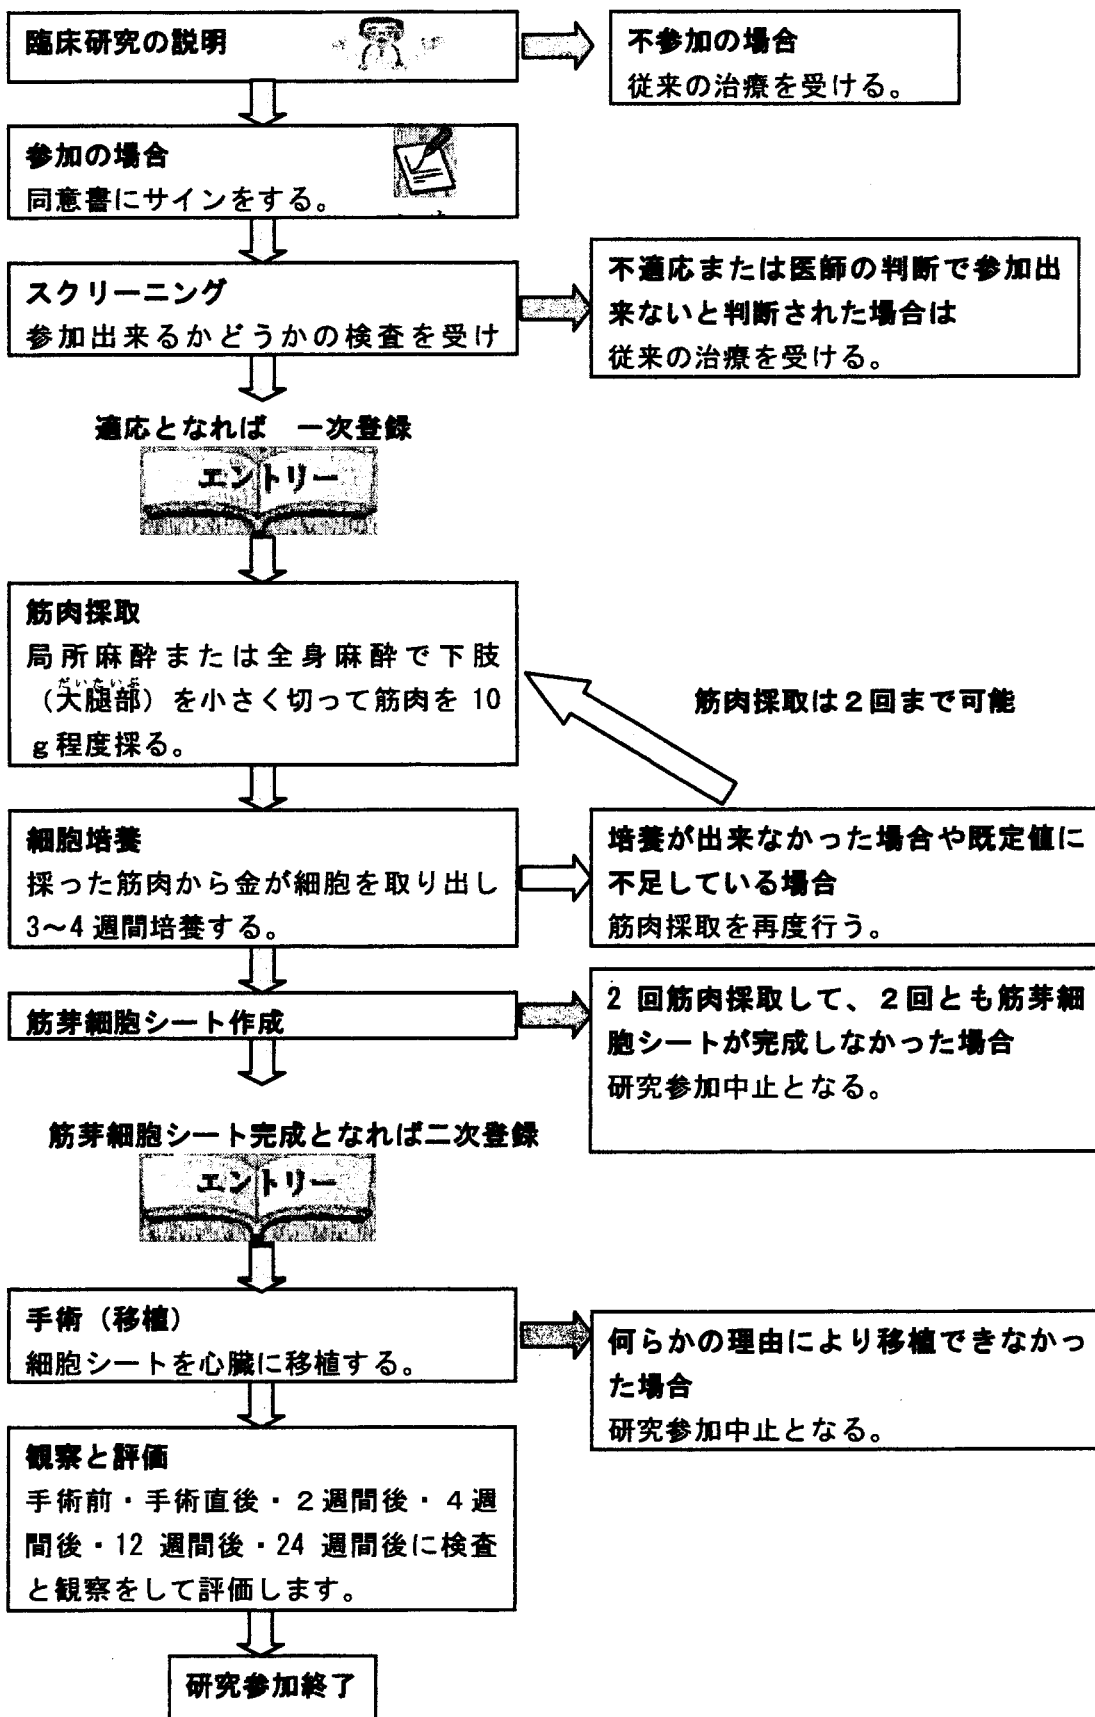 臨床研究の説明
不参加の場合
従来の治療を受ける。
参加の場合
同意書にサインをする。
スクリーニング
参加出来るかどうかの検査を受け
不適応または医師の判断で参加出
来ないと判断された場合は
従来の治療を受ける。
適応となれば　一次登録
エントリー
筋肉採取
局所麻酔または全身麻酔で下肢
だいたいぶ
（大腿部）を小さく切って筋肉を 10
ｇ程度採る。
筋肉採取は２回まで可能
細胞培養
採った筋肉から金が細胞を取り出し
3～4 週間培養する。
培養が出来なかった場合や既定値に
不足している場合
筋肉採取を再度行う。
筋芽細胞シート作成
2 回筋肉採取して、２回とも筋芽細
胞シートが完成しなかった場合
研究参加中止となる。
筋芽細胞シート完成となれば二次登録
エントリー
手術（移植）
細胞シートを心臓に移植する。
何らかの理由により移植できなかっ
た場合
研究参加中止となる。
観察と評価
手術前・手術直後・２週間後・４週
間後・12 週間後・24 週間後に検査
と観察をして評価します。
研究参加終了